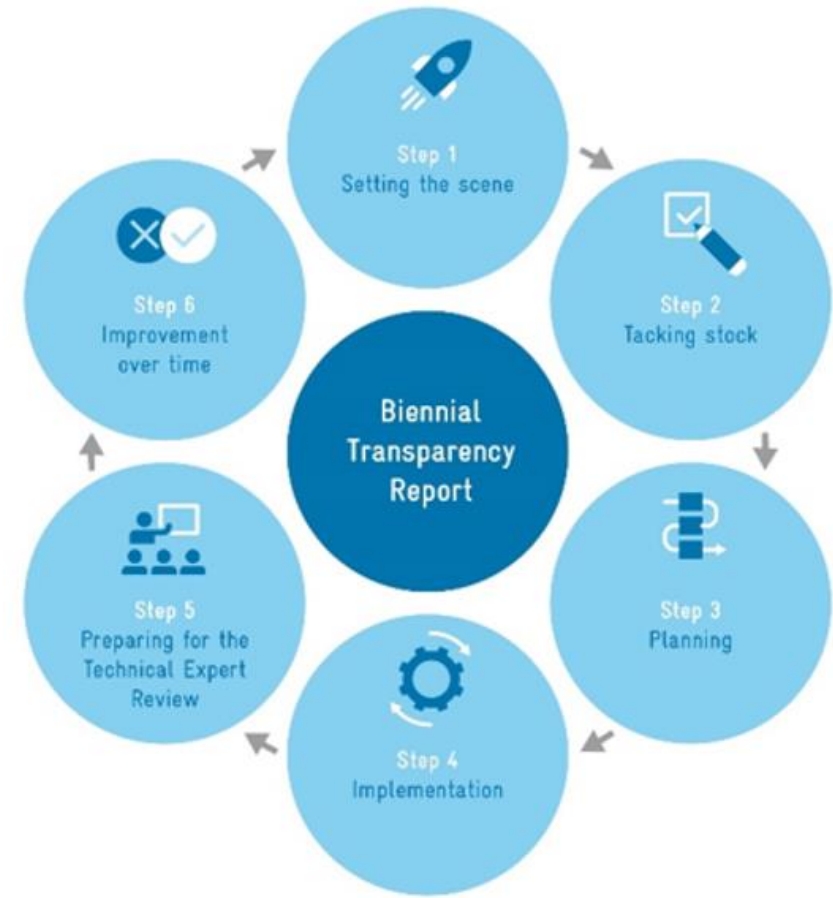 Step 1
Setting the scene
Step 2
Tacking stock
Step 3
Planning
Step 4
Implementation
Step 5
Preparing for the
Technical Expert
Review
Step 6
Improvement
over time
Biennial
Transparency
Report